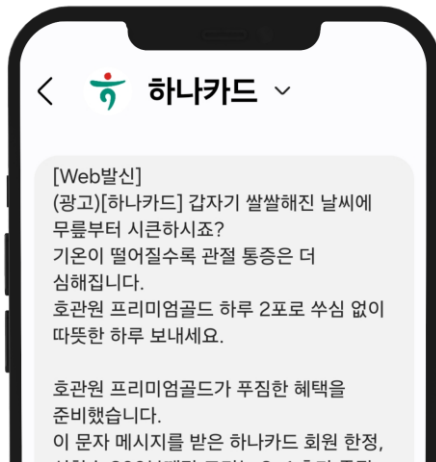 하나카드
[Web발신]
(광고)[하나카드] 갑자기 쌀쌀해진 날씨에
무릎부터 시큰하시죠?
기온이 떨어질수록 관절 통증은 더
심해집니다.
호관원 프리미엄골드 하루 2포로 쑤심 없이
따뜻한 하루 보내세요.
호관원 프리미엄골드가 푸짐한 혜택을
준비했습니다.
이 문자 메시지를 받은 하나카드 회원 한정,